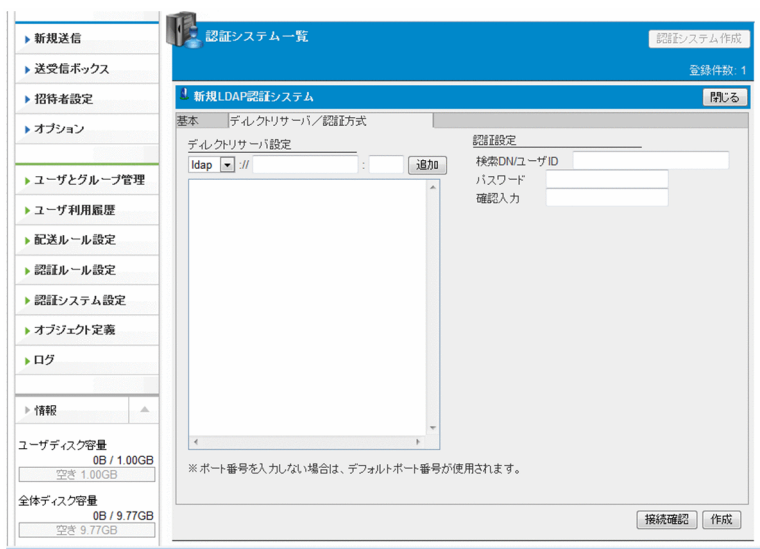 新規送信
送受信ボックス
招待者設定
オプション
ユーザとグループ管理
ユーザ利用履歴
配送ルール設定
認証ルール設定
認証システム設定
オブジェクト定義
ログ
情報
ユーザディスク容量
0B / 1.00GB
空き 1.00GB
全体ディスク容量
0B / 9.77GB
空き 9.77GB
認証システム一覧
認証システム作成
登録件数: 1
新規LDAP認証システム
閉じる
基本 ディレクトリサーバ／認証方式
ディレクトリサーバ設定
ldap :// : 追加
※ポート番号を入力しない場合は、デフォルトポート番号が使用されます。
認証設定
検索DN/ユーザID
パスワード
確認入力
接続確認 作成